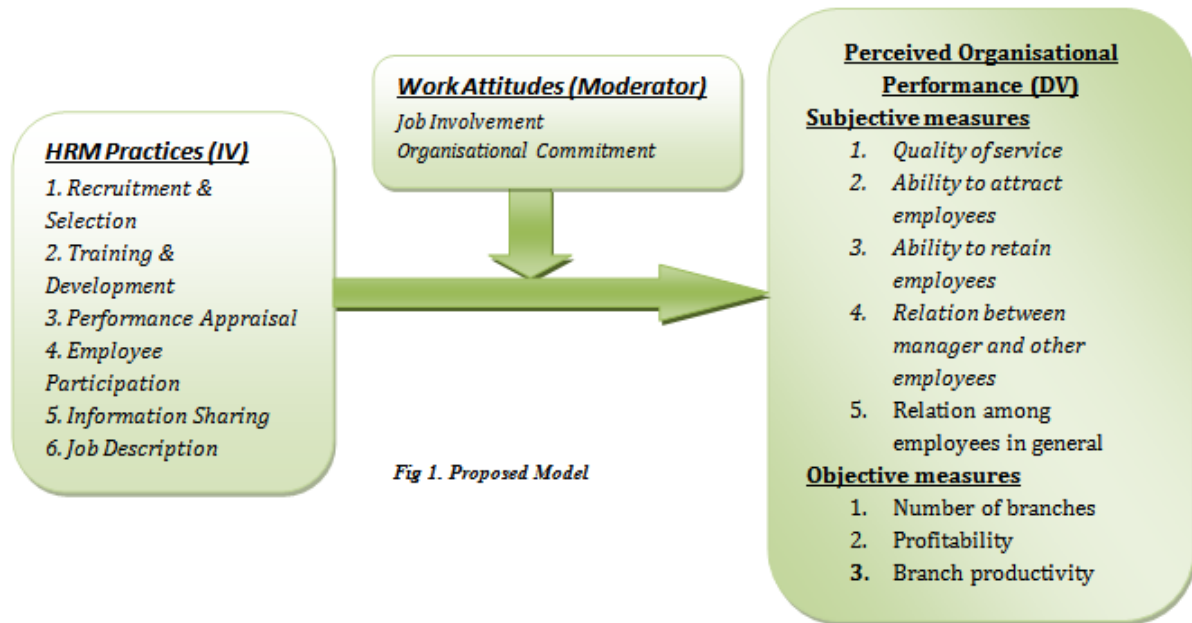 HRM Practices (IV)
1. Recruitment &
Selection
2. Training &
Development
3. Performance Appraisal
4. Employee
Participation
5. Information Sharing
6. Job Description
Work Attitudes (Moderator)
Job Involvement
Organisational Commitment
Fig 1. Proposed Model
Perceived Organisational
Performance (DV)
Subjective measures
1. Quality of service
2. Ability to attract
employees
3. Ability to retain
employees
4. Relation between
manager and other
employees
5. Relation among
employees in general
Objective measures
1. Number of branches
2. Profitability
3. Branch productivity